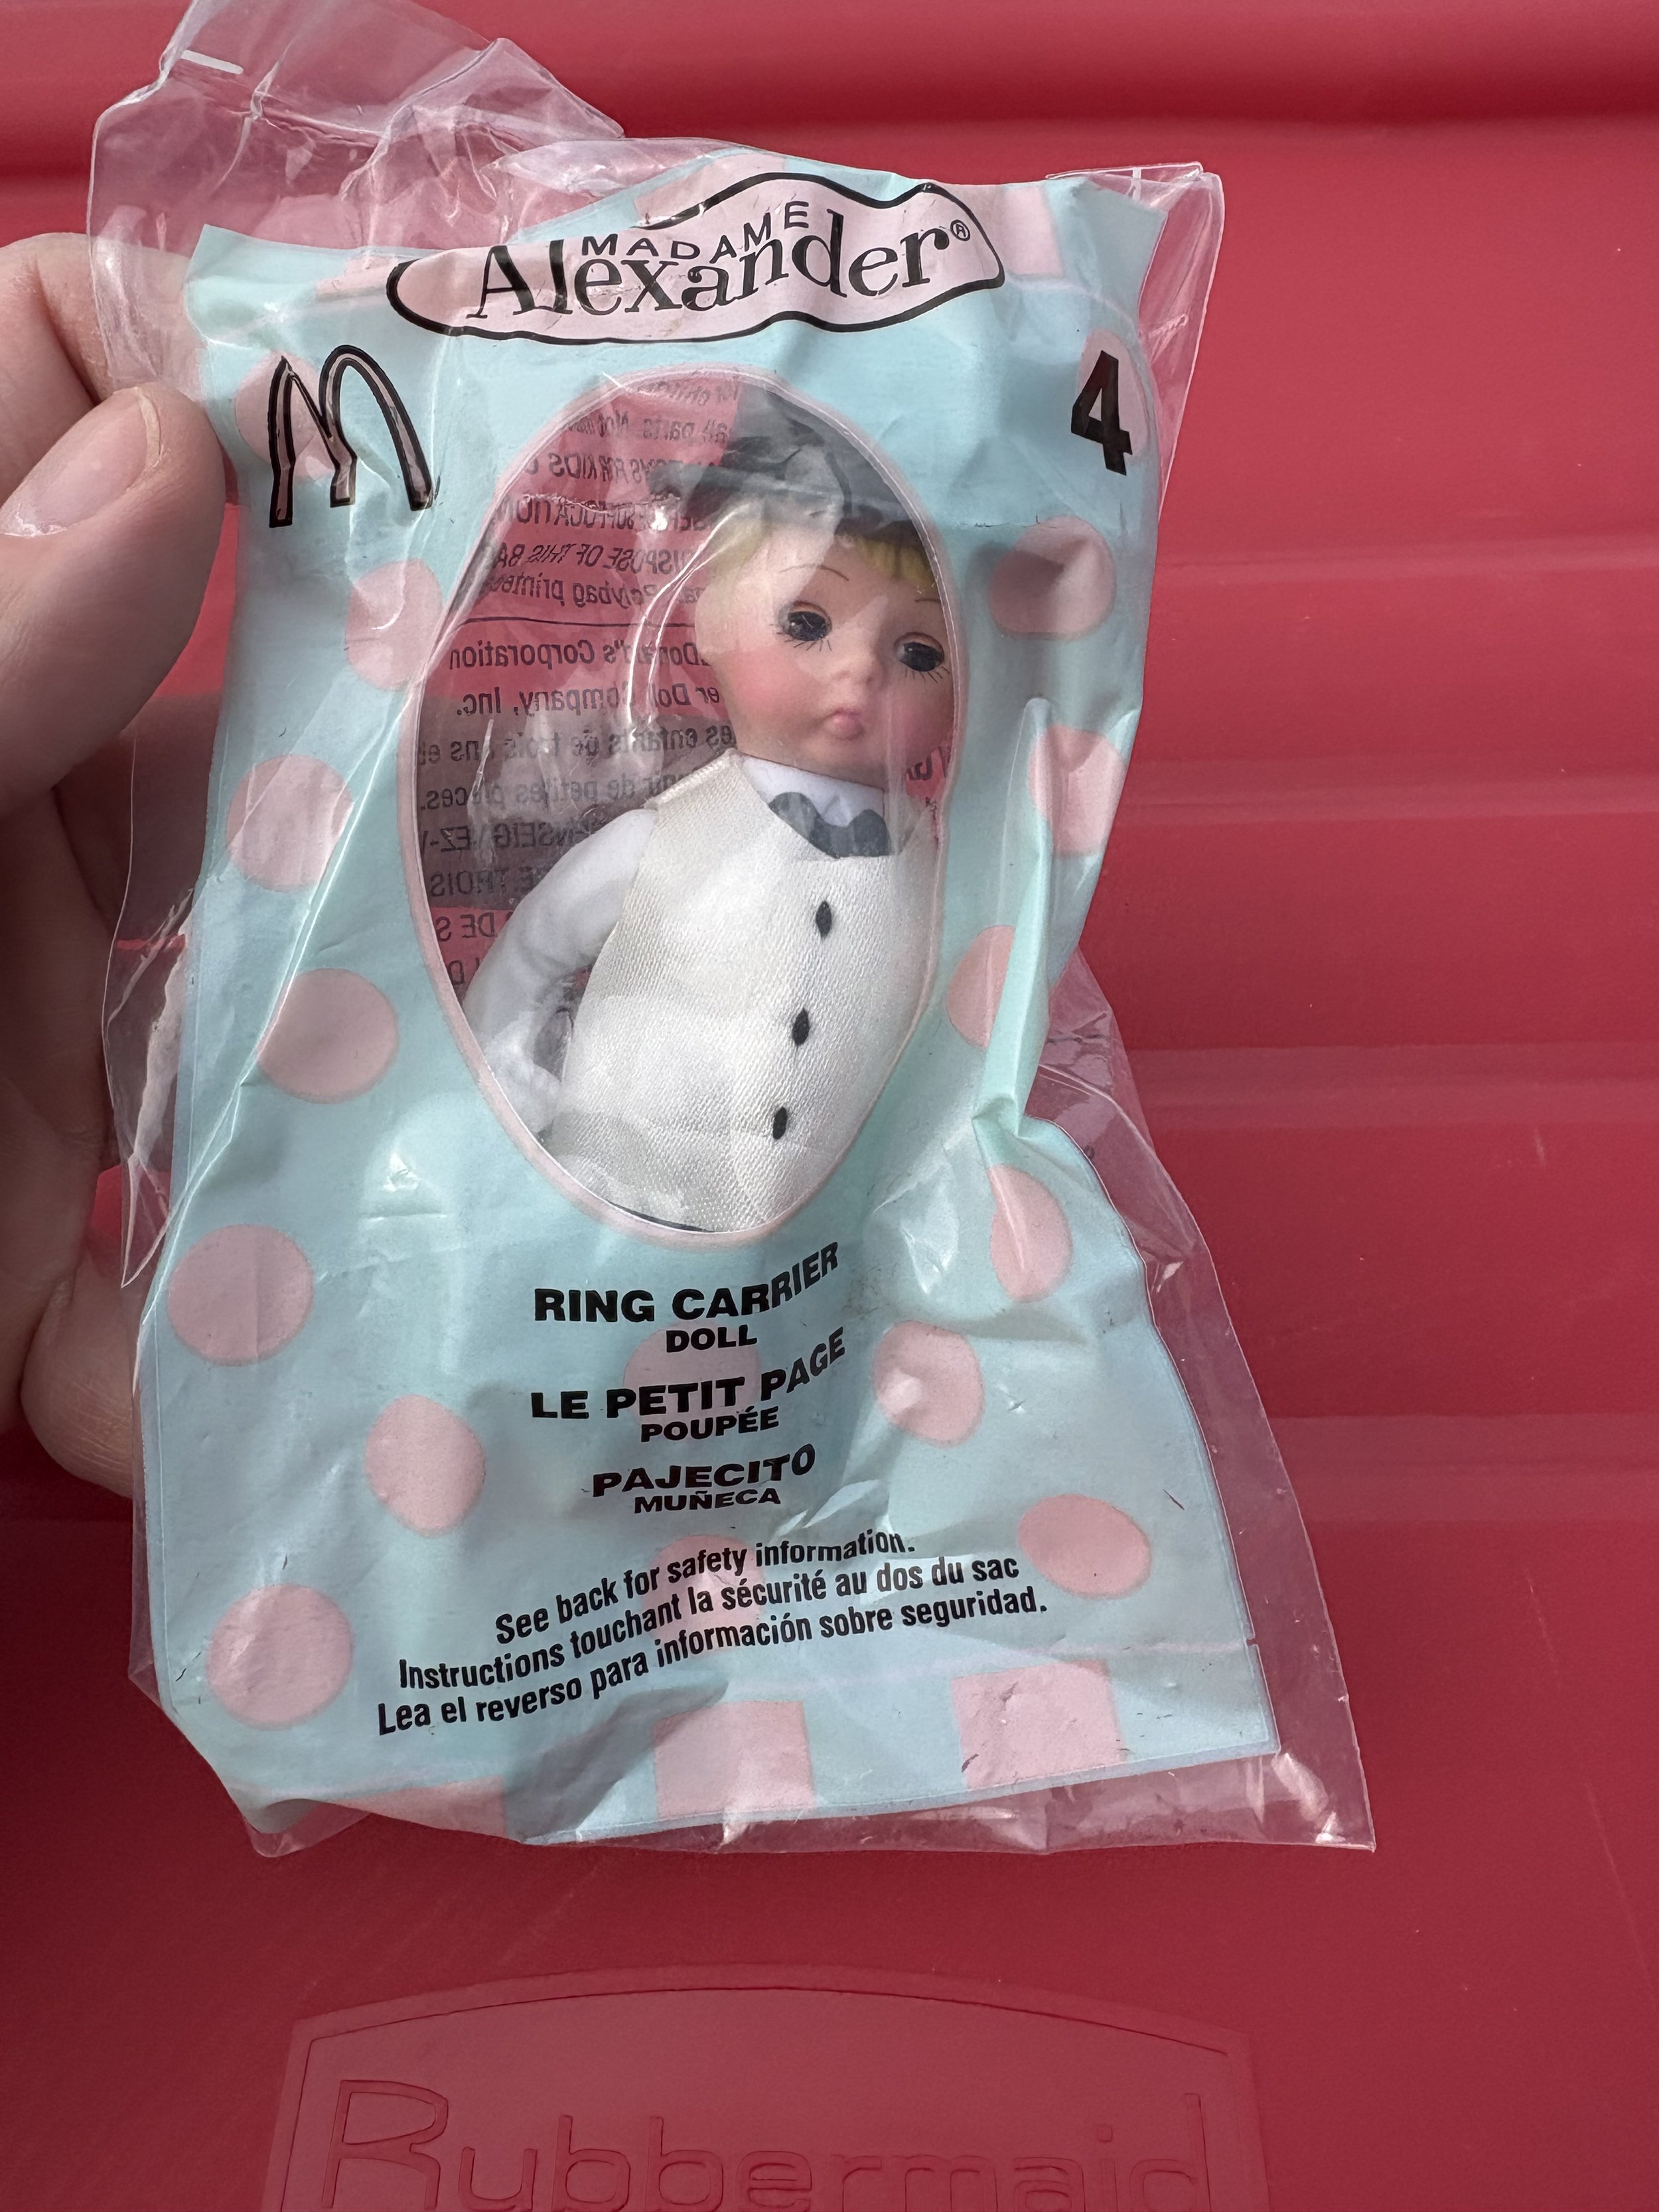 MADAME
Alexander®
M
4
RING CARRIER
DOLL
LE PETIT PAGE
POUPÉE
PAJECITO
MUÑECA
See back for safety information.
Instructions touchant la sécurité au dos du sac
Lea el reverso para información sobre seguridad.
Rubbermaid